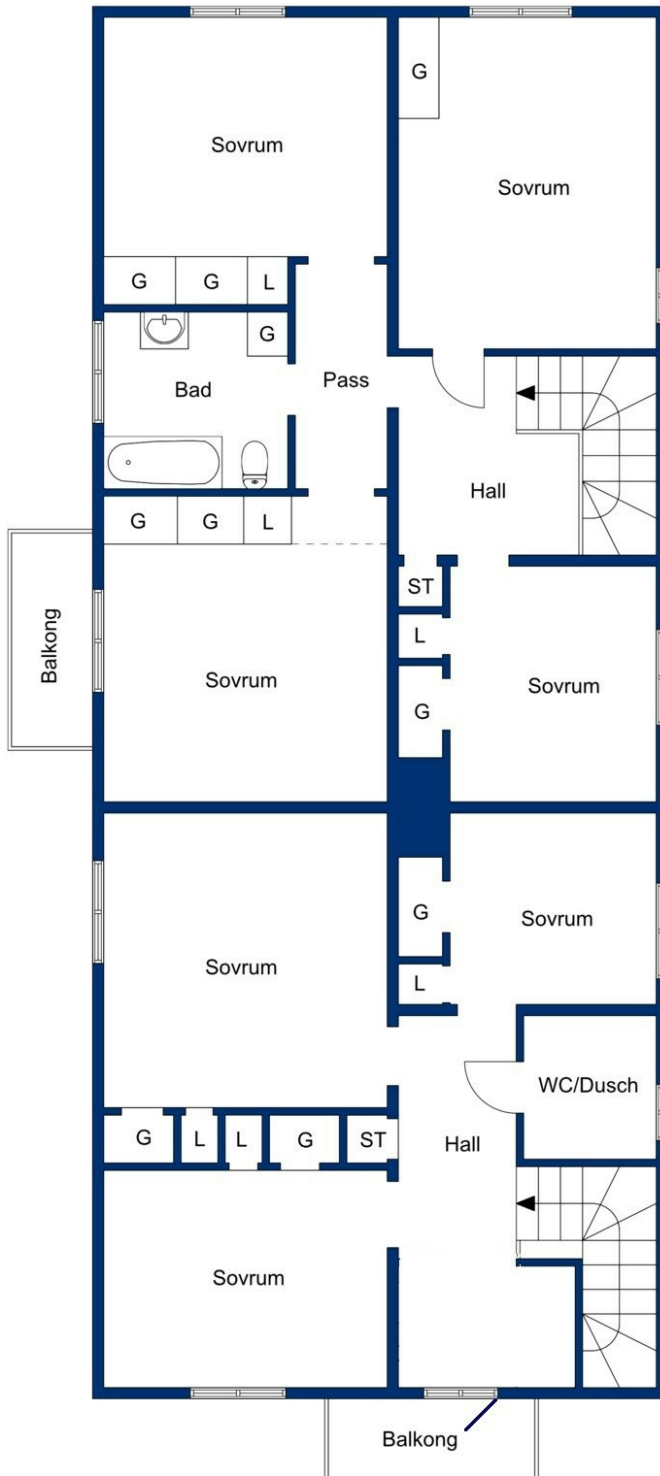 G
Sovrum
Sovrum
G G L
G
Pass
Bad
Hall
G G L
ST
L
Balkong
Sovrum
Sovrum
G
G
Sovrum
Sovrum
L
WC/Dusch
G L L G ST
Hall
Sovrum
Balkong